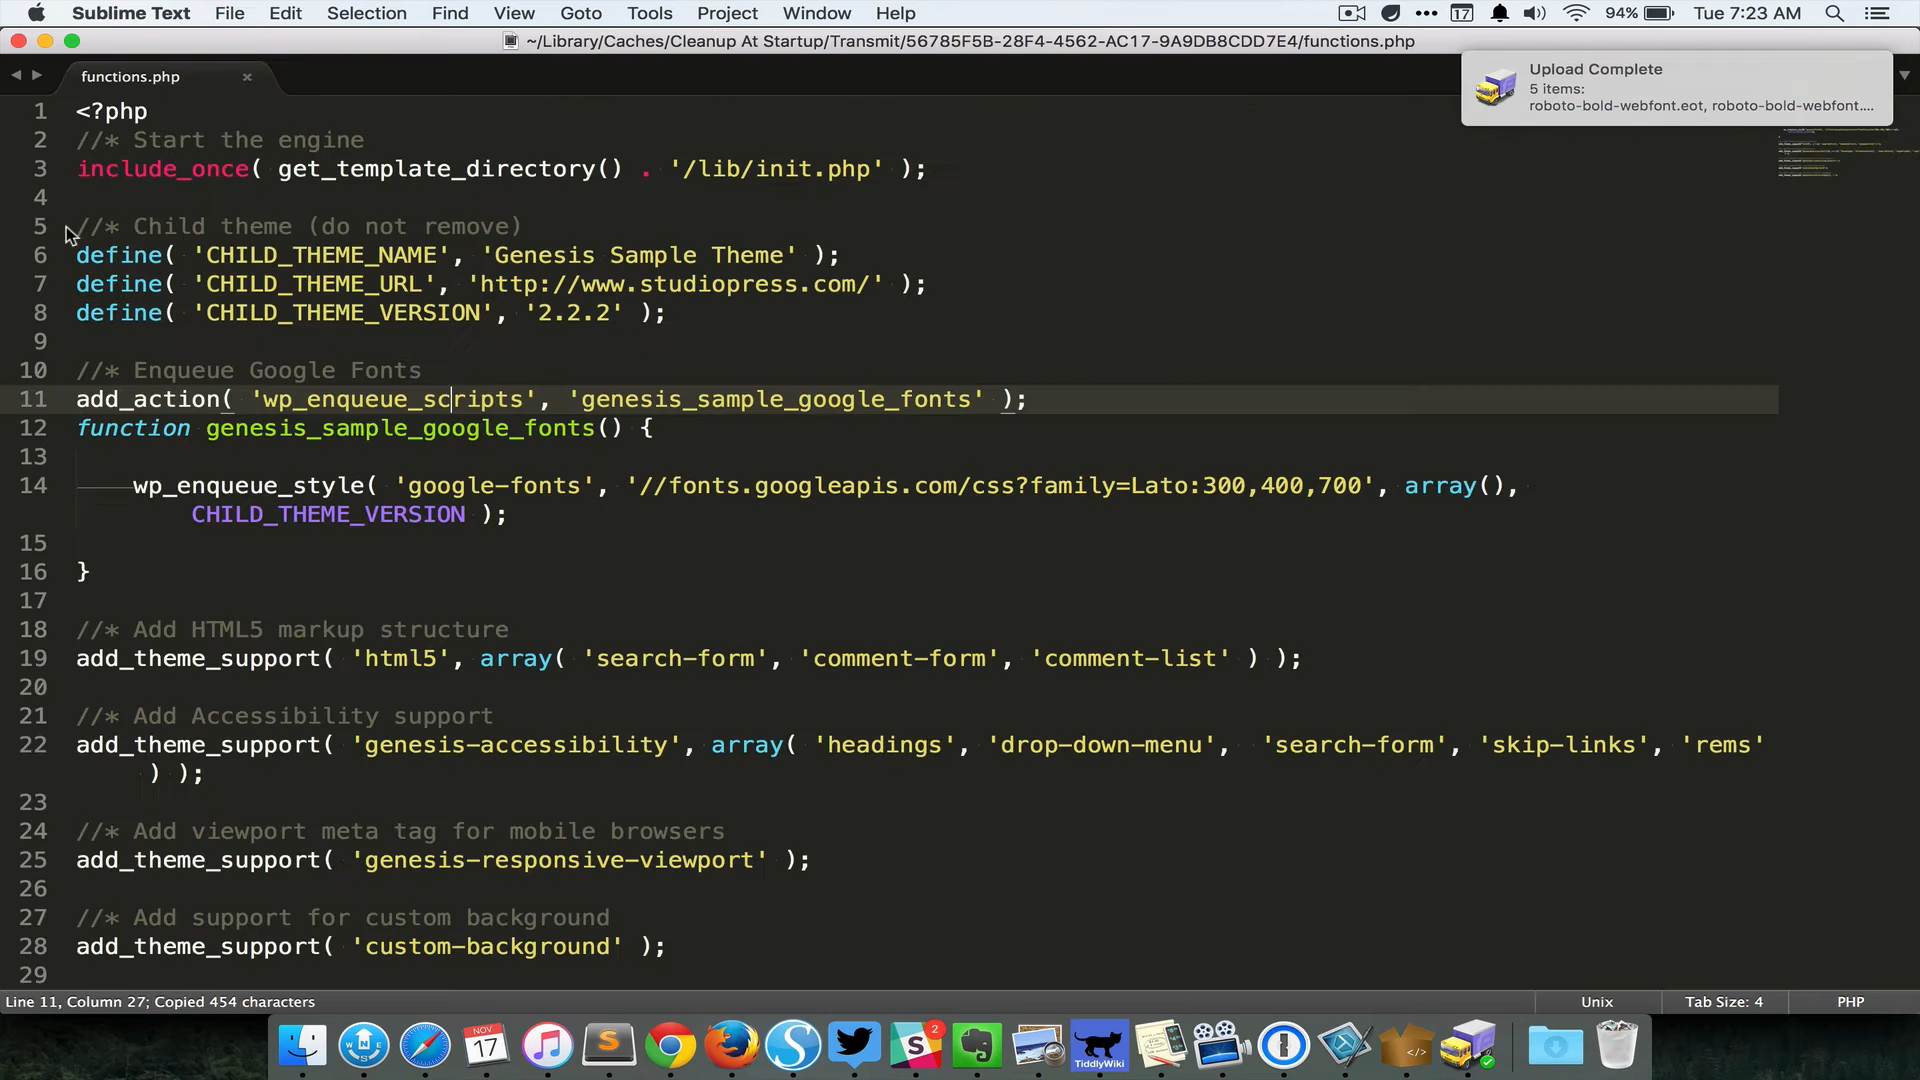 Sublime Text File Edit Selection Find View Goto Tools Project Window Help 17 94% Tue 7:23 AM
~/Library/Caches/Cleanup At Startup/Transmit/56785F5B-28F4-4562-AC17-9A9DB8CDD7E4/functions.php
functions.php
Upload Complete
5 items:
roboto-bold-webfont.eot, roboto-bold-webfont....
1 <?php
2 //* Start the engine
3 include_once( get_template_directory() . '/lib/init.php' );
4
5 //* Child theme (do not remove)
6 define( 'CHILD_THEME_NAME', 'Genesis Sample Theme' );
7 define( 'CHILD_THEME_URL', 'http://www.studiopress.com/' );
8 define( 'CHILD_THEME_VERSION', '2.2.2' );
9
10 //* Enqueue Google Fonts
11 add_action( 'wp_enqueue_scripts', 'genesis_sample_google_fonts' );
12 function genesis_sample_google_fonts() {
13
14 wp_enqueue_style( 'google-fonts', '//fonts.googleapis.com/css?family=Lato:300,400,700', array(),
CHILD_THEME_VERSION );
15
16 }
17
18 //* Add HTML5 markup structure
19 add_theme_support( 'html5', array( 'search-form', 'comment-form', 'comment-list' ) );
20
21 //* Add Accessibility support
22 add_theme_support( 'genesis-accessibility', array( 'headings', 'drop-down-menu',  'search-form', 'skip-links', 'rems'
) );
23
24 //* Add viewport meta tag for mobile browsers
25 add_theme_support( 'genesis-responsive-viewport' );
26
27 //* Add support for custom background
28 add_theme_support( 'custom-background' );
29
Line 11, Column 27; Copied 454 characters Unix Tab Size: 4 PHP
NOV
17
2
TiddlyWiki